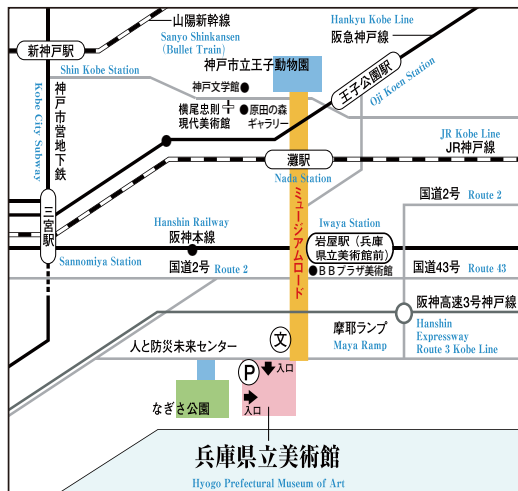 山陽新幹線
Sanyo Shinkansen
(Bullet Train)
Hankyu Kobe Line
阪急神戸線
新神戸駅
Shin Kobe Station
神戸市立王子動物園
神戸文学館
王子公園駅
Oji Koen Station
横尾忠則
現代美術館
原田の森
ギャラリー
神戸市営地下鉄
Kobe City Subway
JR Kobe Line
JR神戸線
灘駅
Nada Station
ミュージアムロード
国道2号 Route 2
三宮駅
Sannomiya Station
Hanshin Railway
阪神本線
Iwaya Station
岩屋駅（兵庫
県立美術館前）
国道2号 Route 2
BBプラザ美術館
国道43号 Route 43
阪神高速3号神戸線
Hanshin
Expressway
Route 3 Kobe Line
摩耶ランプ
Maya Ramp
文
人と防災未来センター
P
入口
入口
なぎさ公園
兵庫県立美術館
Hyogo Prefectural Museum of Art